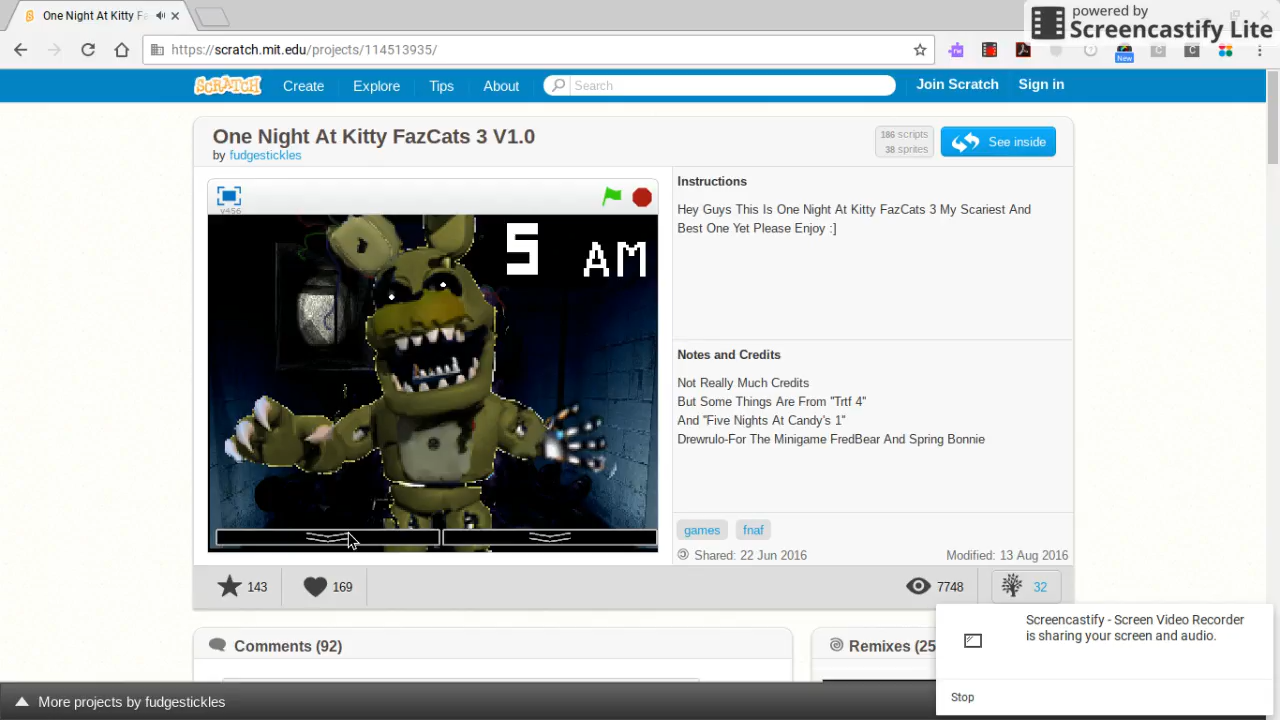 One Night At Kitty Fa
powered by
Screencastify Lite
https://scratch.mit.edu/projects/114513935/
New
SCRATCH
Create
Explore
Tips
About
Search
Join Scratch
Sign in
One Night At Kitty FazCats 3 V1.0
by fudgestickles
186 scripts
38 sprites
See inside
v456
5 AM
Instructions
Hey Guys This Is One Night At Kitty FazCats 3 My Scariest And
Best One Yet Please Enjoy :]
Notes and Credits
Not Really Much Credits
But Some Things Are From "Trtf 4"
And "Five Nights At Candy's 1"
Drewrulo-For The Minigame FredBear And Spring Bonnie
games
fnaf
Shared: 22 Jun 2016
Modified: 13 Aug 2016
143
169
7748
32
Comments (92)
Remixes (25
Screencastify - Screen Video Recorder
is sharing your screen and audio.
Stop
More projects by fudgestickles